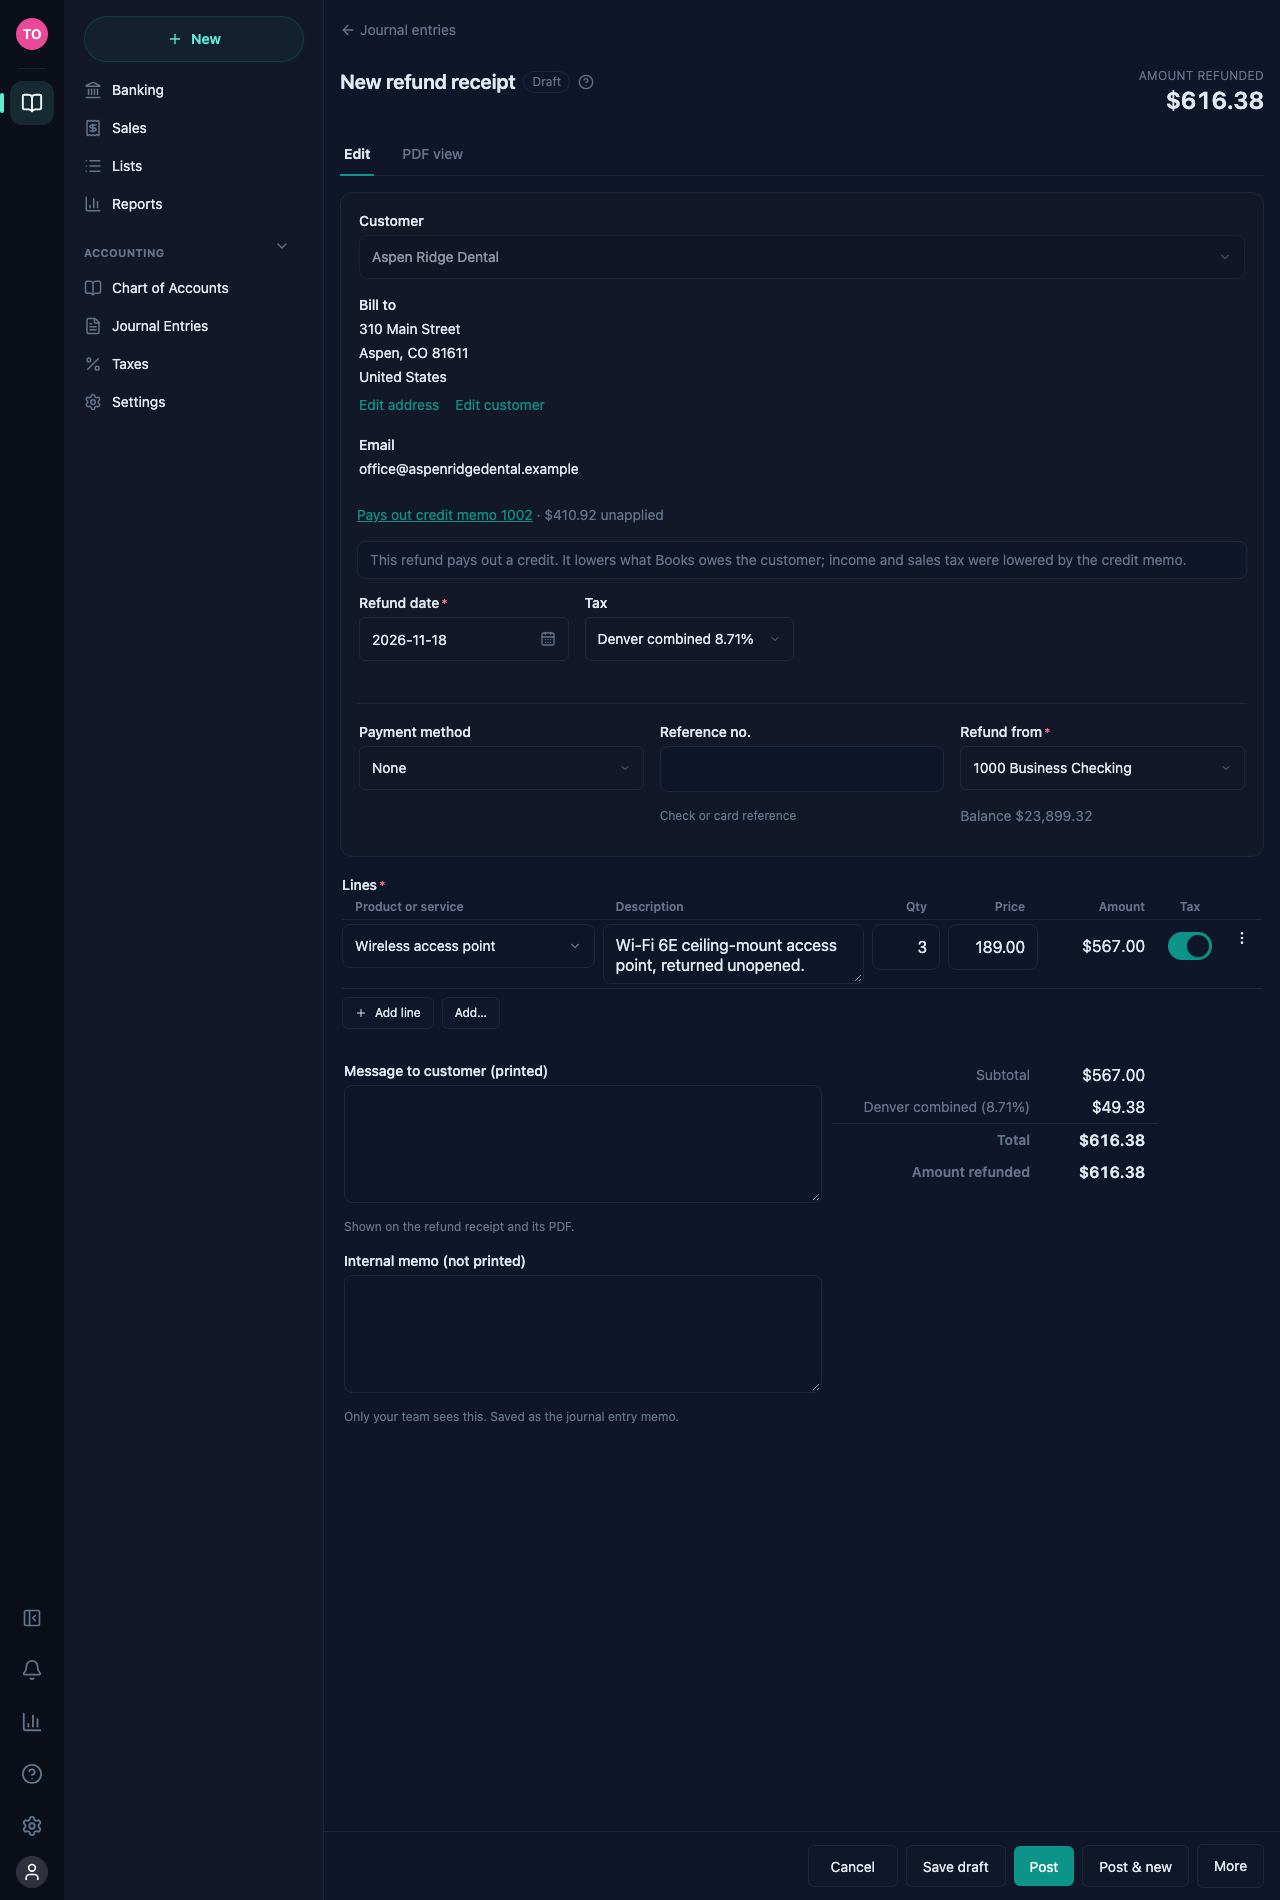 TO
New
Banking
Sales
Lists
Reports
ACCOUNTING
Chart of Accounts
Journal Entries
Taxes
Settings
Journal entries
New refund receipt
Draft
AMOUNT REFUNDED
$616.38
Edit
PDF view
Customer
Aspen Ridge Dental
Bill to
310 Main Street
Aspen, CO 81611
United States
Edit address
Edit customer
Email
office@aspenridgedental.example
Pays out credit memo 1002 · $410.92 unapplied
This refund pays out a credit. It lowers what Books owes the customer; income and sales tax were lowered by the credit memo.
Refund date*
Tax
2026-11-18
Denver combined 8.71%
Payment method
Reference no.
Refund from*
None
1000 Business Checking
Check or card reference
Balance $23,899.32
Lines*
Product or service
Description
Qty
Price
Amount
Tax
Wireless access point
Wi-Fi 6E ceiling-mount access
point, returned unopened.
3
189.00
$567.00
Add line
Add...
Message to customer (printed)
Shown on the refund receipt and its PDF.
Subtotal
$567.00
Denver combined (8.71%)
$49.38
Total
$616.38
Amount refunded
$616.38
Internal memo (not printed)
Only your team sees this. Saved as the journal entry memo.
Cancel
Save draft
Post
Post & new
More